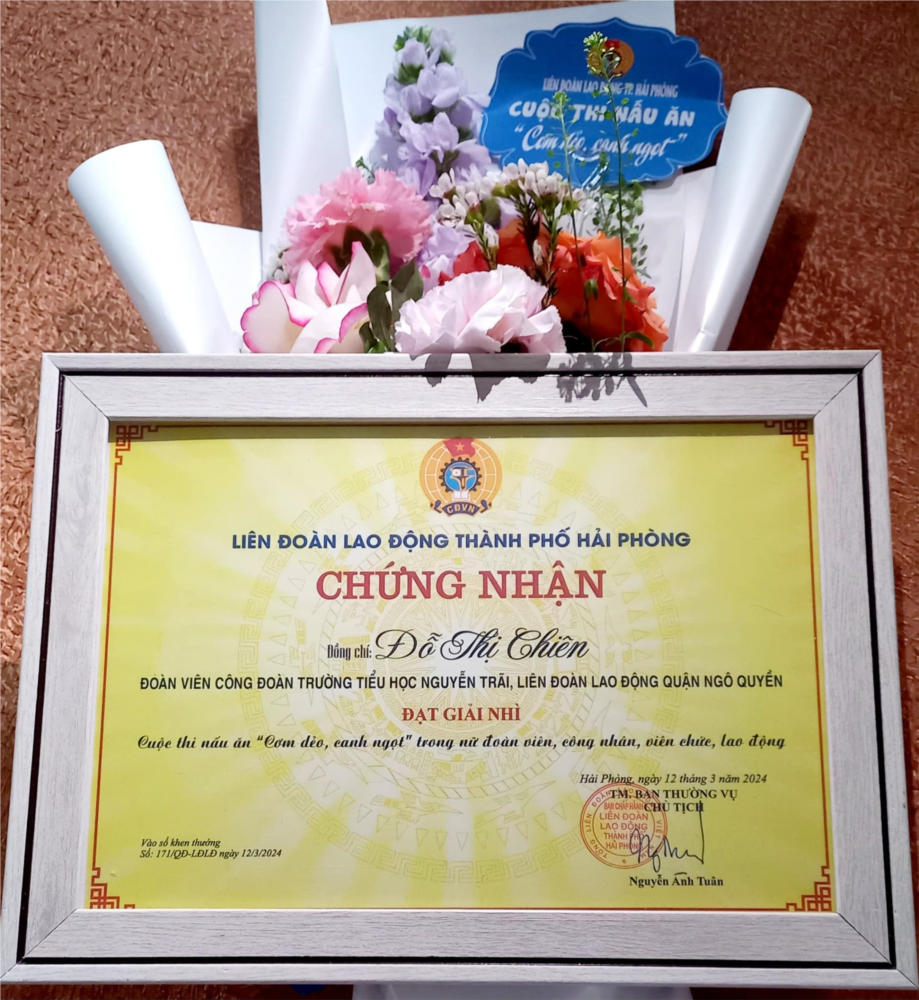 LIÊN ĐOÀN LAO ĐỘNG TP. HẢI PHÒNG
CUỘC THI NẤU ĂN
“Cơm dẻo, canh ngọt”
CĐVN
LIÊN ĐOÀN LAO ĐỘNG THÀNH PHỐ HẢI PHÒNG
CHỨNG NHẬN
Đồng chí: Đỗ Thị Chiên
ĐOÀN VIÊN CÔNG ĐOÀN TRƯỜNG TIỂU HỌC NGUYỄN TRÃI, LIÊN ĐOÀN LAO ĐỘNG QUẬN NGÔ QUYỀN
ĐẠT GIẢI NHÌ
Cuộc thi nấu ăn “Cơm dẻo, canh ngọt” trong nữ đoàn viên, công nhân, viên chức, lao động
Hải Phòng, ngày 12 tháng 3 năm 2024
TM. BAN THƯỜNG VỤ
CHỦ TỊCH
BAN CHẤP HÀNH
LIÊN ĐOÀN
LAO ĐỘNG
THÀNH PHỐ
HẢI PHÒNG
Vào sổ khen thưởng
Số: 171/QĐ-LĐLĐ ngày 12/3/2024
Nguyễn Anh Tuân